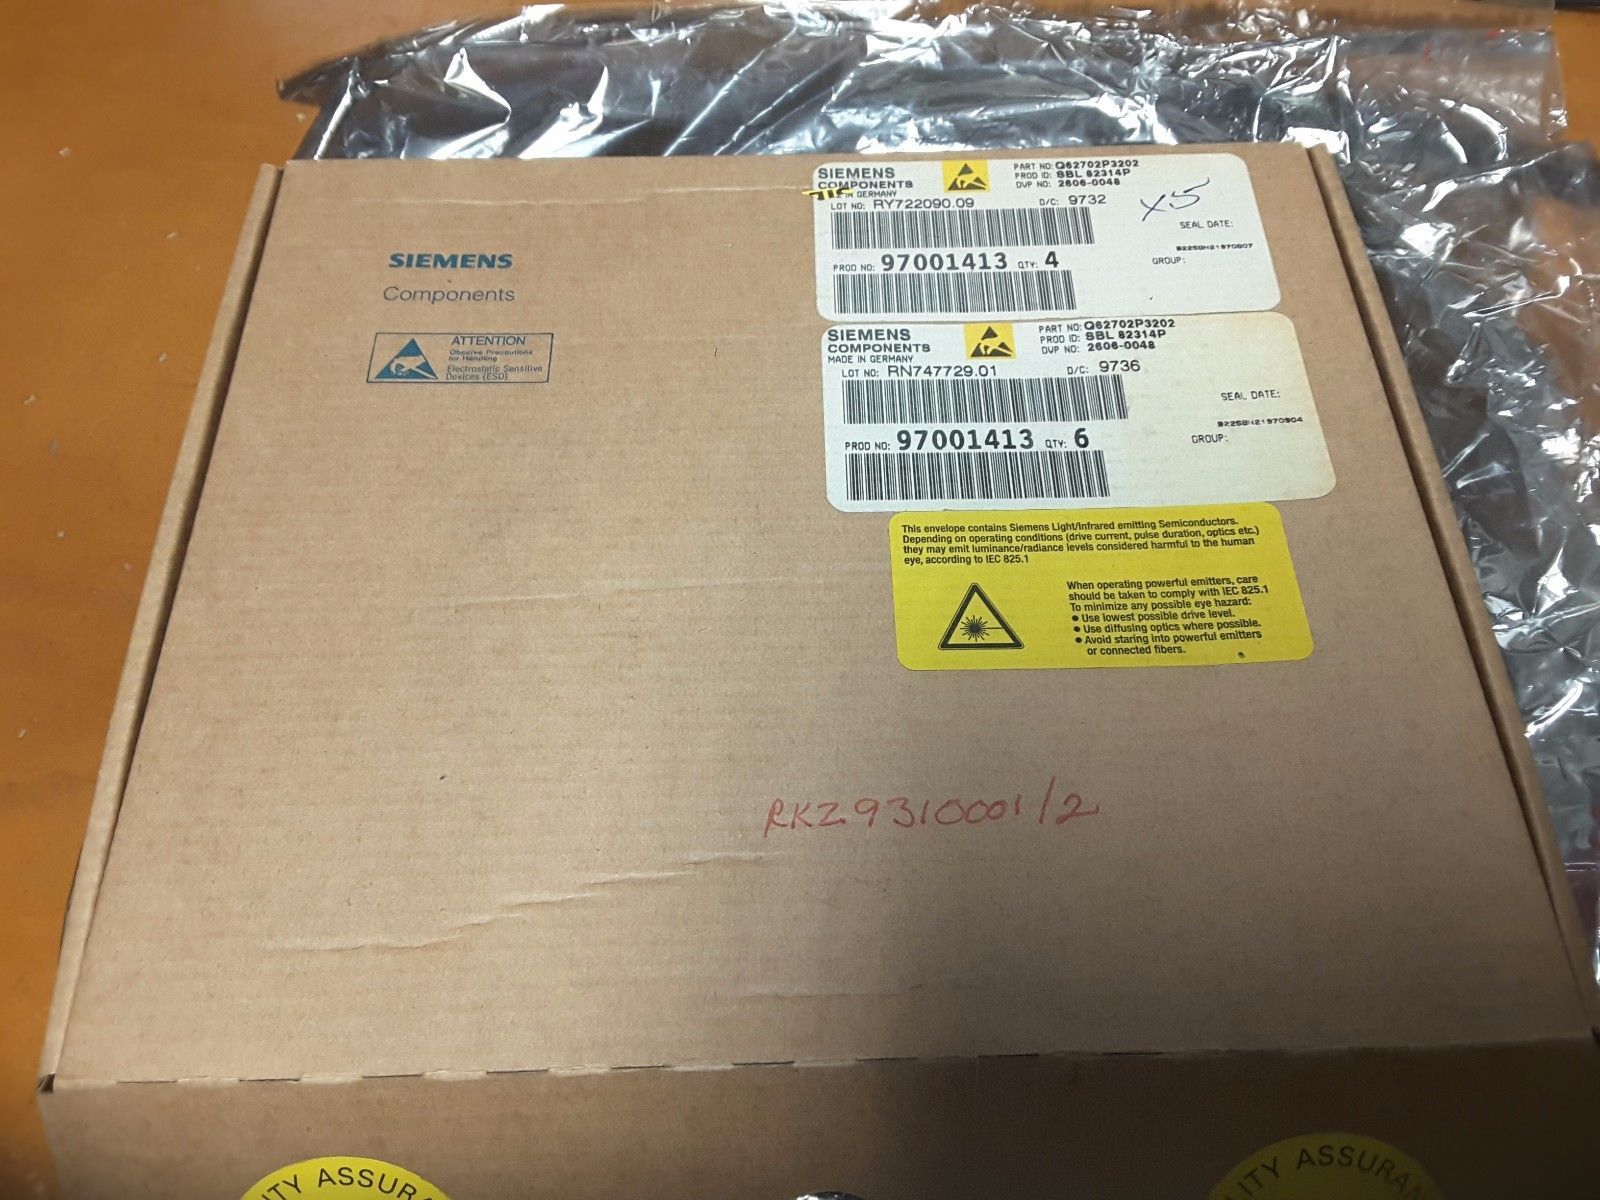 SIEMENS
Components
ATTENTION
Observe Precautions
for Handling
Electrostatic Sensitive
Devices (ESD)
SIEMENS
COMPONENTS
IN GERMANY
PART NO: Q62702P3202
PROD ID: SBL 82314P
DVP NO: 2606-0048
LOT NO: RY722090.09 D/C: 9732
x5
SEAL DATE:
PROD NO: 97001413 QTY: 4
GROUP:
SIEMENS
COMPONENTS
MADE IN GERMANY
PART NO: Q62702P3202
PROD ID: SBL 82314P
DVP NO: 2606-0048
LOT NO: RN747729.01 D/C: 9736
SEAL DATE:
PROD NO: 97001413 QTY: 6
GROUP:
This envelope contains Siemens Light/Infrared emitting Semiconductors.
Depending on operating conditions (drive current, pulse duration, optics etc.)
they may emit luminance/radiance levels considered harmful to the human
eye, according to IEC 825.1
When operating powerful emitters, care
should be taken to comply with IEC 825.1
To minimize any possible eye hazard:
● Use lowest possible drive level.
● Use diffusing optics where possible.
● Avoid staring into powerful emitters
or connected fibers.
RKZ9310001/2
ITY ASSUR
LITY ASSURA